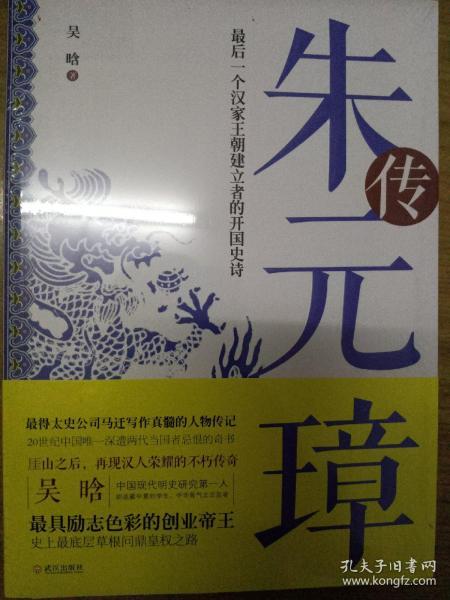 朱元璋
传
最后一个汉家王朝建立者的开国史诗
吴晗 著
最得太史公司马迁写作真髓的人物传记
20世纪中国唯一深遭两代当国者忌恨的奇书
厓山之后，再现汉人荣耀的不朽传奇
吴晗
中国现代明史研究第一人
最具励志色彩的创业帝王
史上最底层草根问鼎皇权之路
武汉出版社
孔夫子旧书网